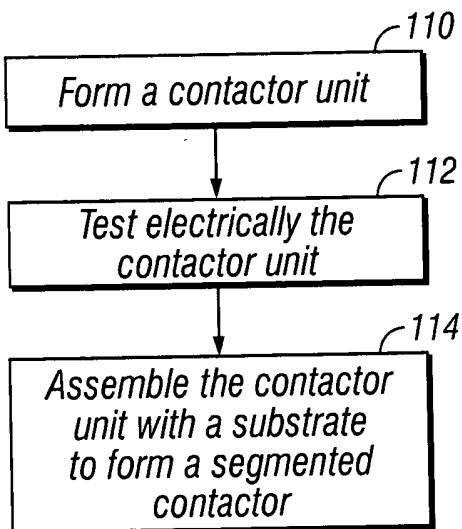 110
Form a contactor unit
112
Test electrically the
contactor unit
114
Assemble the contactor
unit with a substrate
to form a segmented
contactor